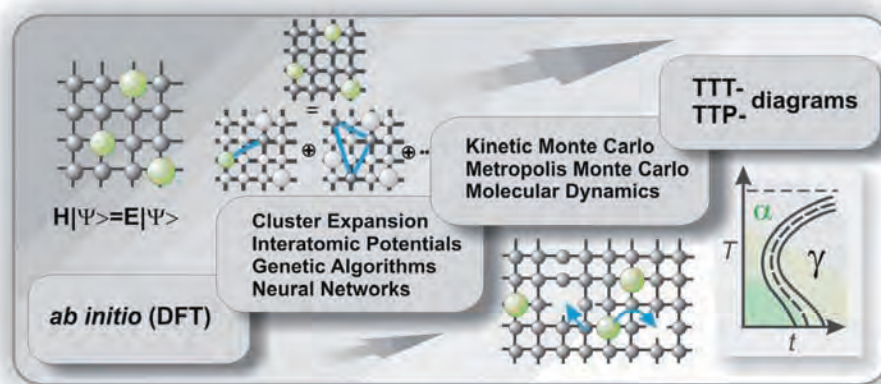 H|Ψ>=E|Ψ>
ab initio (DFT)
=
⊕ ⊕ ··
Cluster Expansion
Interatomic Potentials
Genetic Algorithms
Neural Networks
Kinetic Monte Carlo
Metropolis Monte Carlo
Molecular Dynamics
TTT-
TTP- diagrams
T
α
γ
t